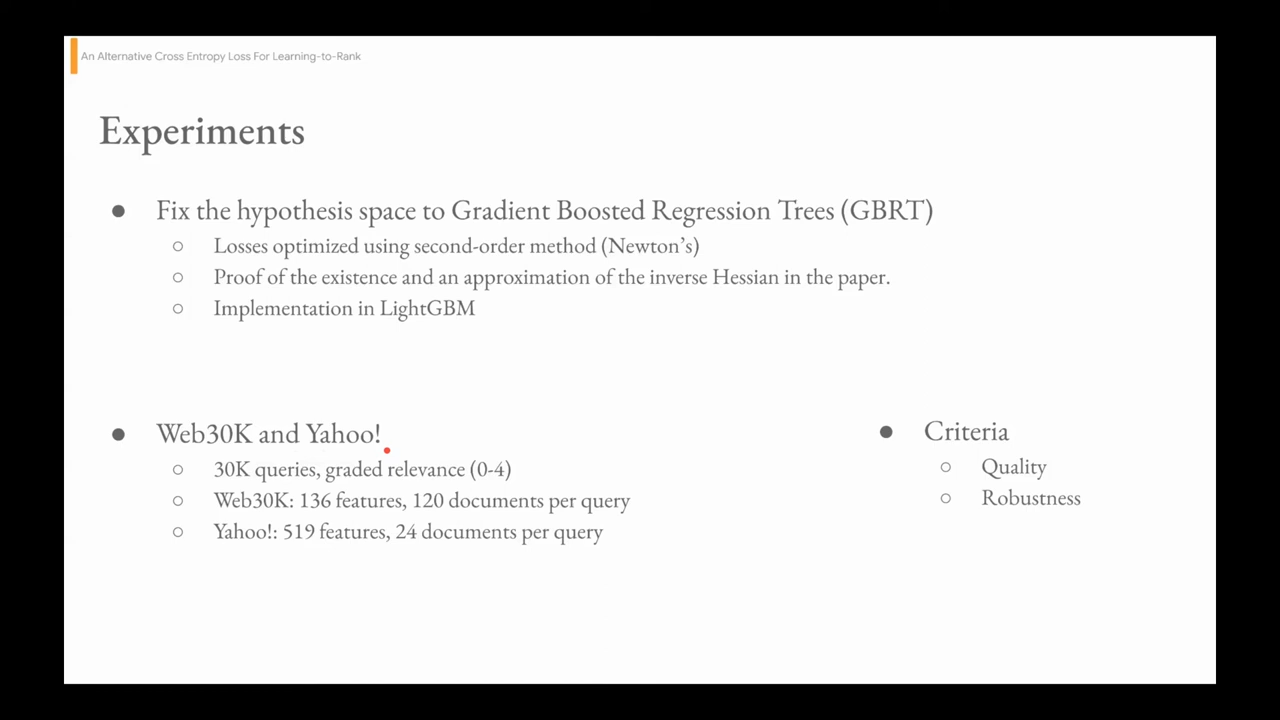 An Alternative Cross Entropy Loss For Learning-to-Rank
Experiments
● Fix the hypothesis space to Gradient Boosted Regression Trees (GBRT)
○ Losses optimized using second-order method (Newton’s)
○ Proof of the existence and an approximation of the inverse Hessian in the paper.
○ Implementation in LightGBM
● Web30K and Yahoo!
○ 30K queries, graded relevance (0-4)
○ Web30K: 136 features, 120 documents per query
○ Yahoo!: 519 features, 24 documents per query
● Criteria
○ Quality
○ Robustness